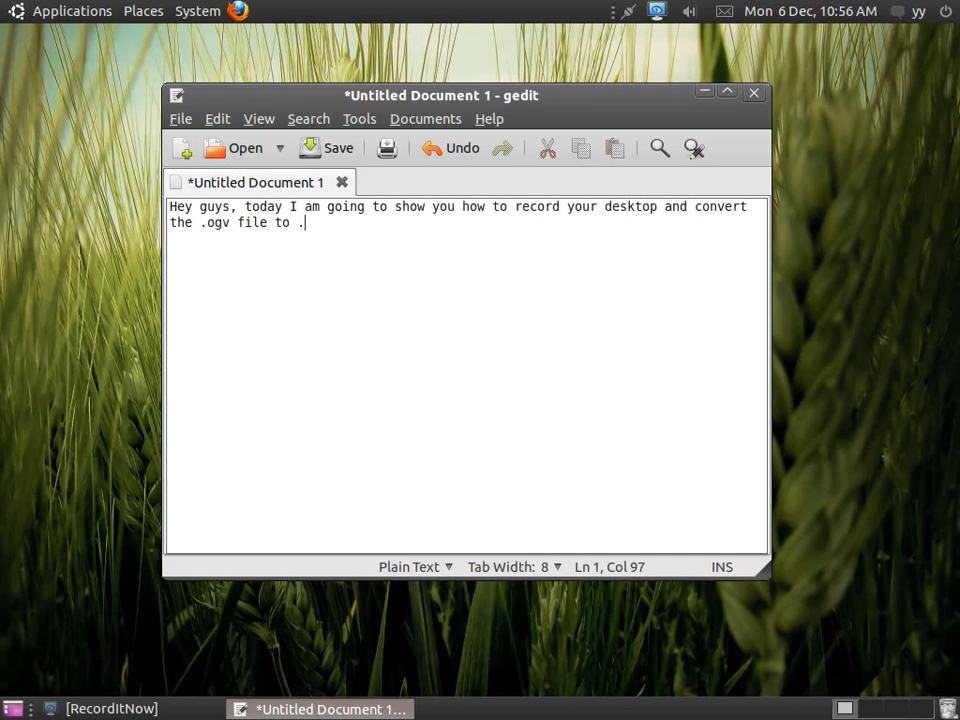 Applications Places System Mon 6 Dec, 10:56 AM yy
*Untitled Document 1 - gedit
File Edit View Search Tools Documents Help
Open Save Undo
*Untitled Document 1
Hey guys, today I am going to show you how to record your desktop and convert
the .ogv file to .
Plain Text Tab Width: 8 Ln 1, Col 97 INS
[RecordItNow] *Untitled Document 1...